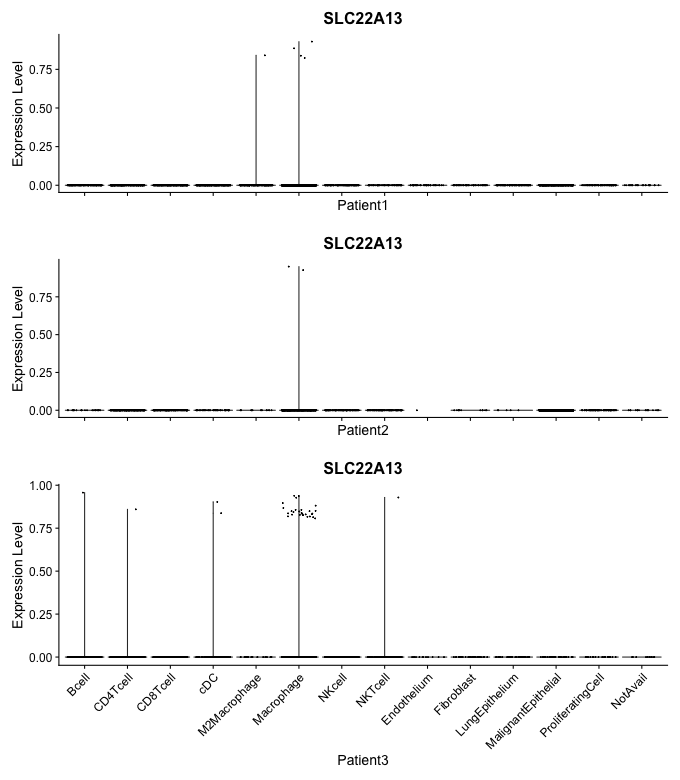 SLC22A13
Expression Level
0.75
0.50
0.25
0.00
Patient1
SLC22A13
Expression Level
0.75
0.50
0.25
0.00
Patient2
SLC22A13
Expression Level
1.00
0.75
0.50
0.25
0.00
Bcell
CD4Tcell
CD8Tcell
cDC
M2Macrophage
Macrophage
NKcell
NKTcell
Endothelium
Fibroblast
LungEpithelium
MalignantEpithelial
ProliferatingCell
NotAvail
Patient3